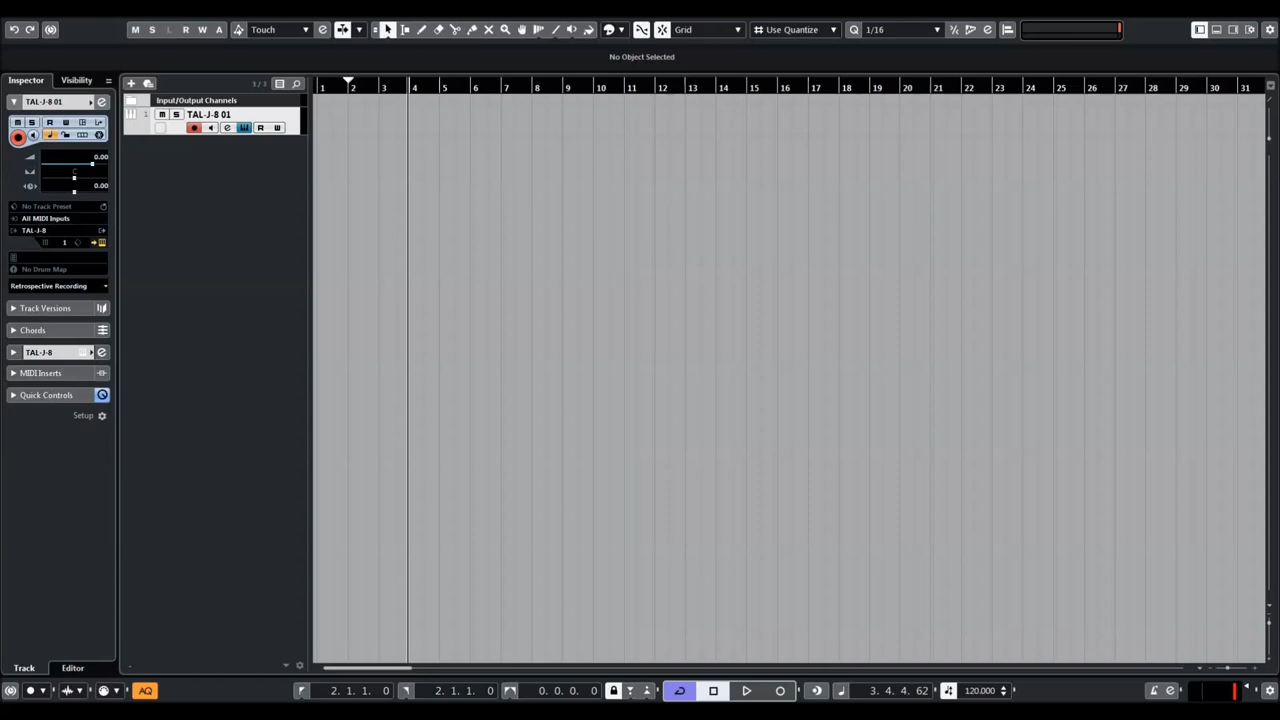 M S L R W A Touch Grid Use Quantize 1/16
No Object Selected
Inspector Visibility
3 / 3
1 2 3 4 5 6 7 8 9 10 11 12 13 14 15 16 17 18 19 20 21 22 23 24 25 26 27 28 29 30 31
TAL-J-8 01
Input/Output Channels
1 m S TAL-J-8 01
e R W
m S R W
0.00
C
0.00
No Track Preset
All MIDI Inputs
TAL-J-8
1
No Drum Map
Retrospective Recording
Track Versions
Chords
TAL-J-8
MIDI Inserts
Quick Controls
Setup
Track Editor
AQ 2. 1. 1. 0 2. 1. 1. 0 0. 0. 0. 0 3. 4. 4. 62 120.000